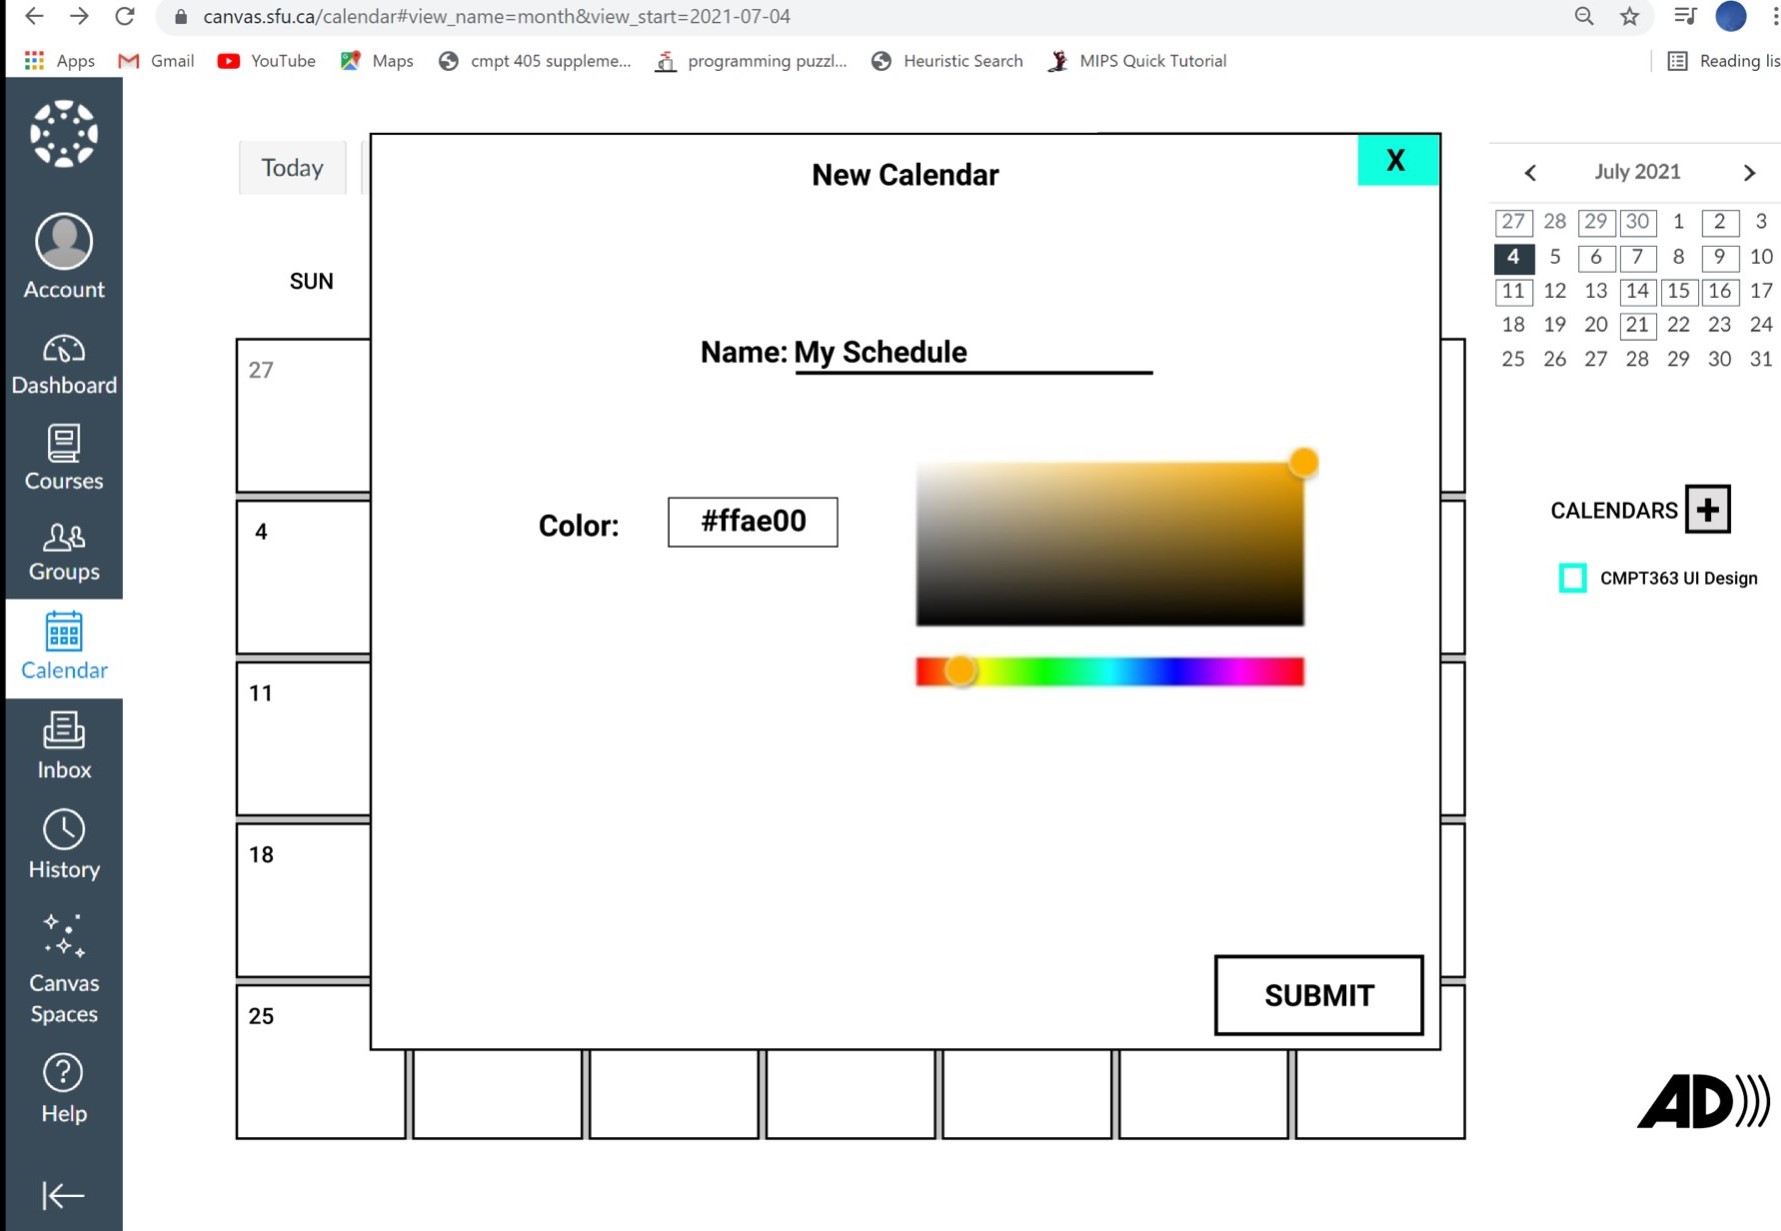 canvas.sfu.ca/calendar#view_name=month&view_start=2021-07-04
Apps Gmail YouTube Maps cmpt 405 suppleme... programming puzzl... Heuristic Search MIPS Quick Tutorial Reading lis
Account
Dashboard
Courses
Groups
Calendar
Inbox
History
Canvas
Spaces
Help
Today
SUN
27
4
11
18
25
New Calendar
X
Name: My Schedule
Color: #ffae00
SUBMIT
< July 2021 >
27 28 29 30 1 2 3
4 5 6 7 8 9 10
11 12 13 14 15 16 17
18 19 20 21 22 23 24
25 26 27 28 29 30 31
CALENDARS +
CMPT363 UI Design
AD)))